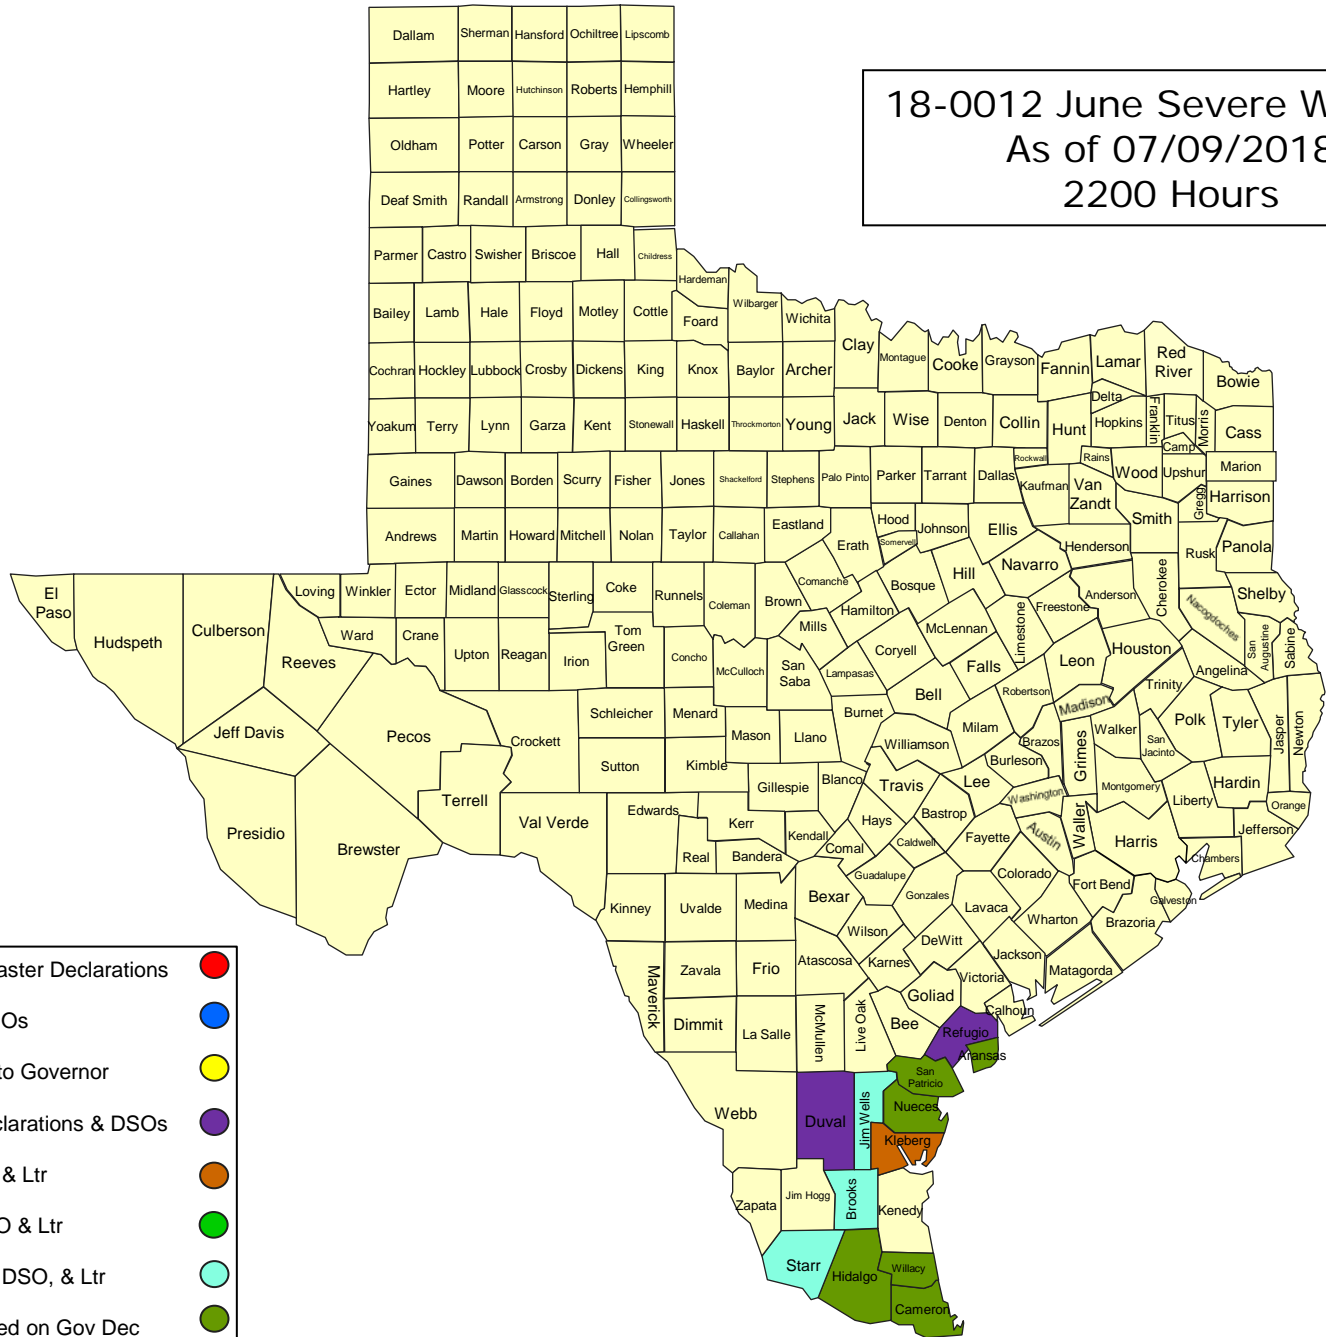 Dallam Sherman Hansford Ochiltree Lipscomb
Hartley Moore Hutchinson Roberts Hemphill
18-0012 June Severe W
As of 07/09/2018
2200 Hours
Oldham Potter Carson Gray Wheeler
Deaf Smith Randall Armstrong Donley Collingsworth
Parmer Castro Swisher Briscoe Hall Childress
Hardeman
Bailey Lamb Hale Floyd Motley Cottle Foard Wilbarger Wichita
Clay Montague Cooke Grayson Fannin Lamar Red
River Bowie
Cochran Hockley Lubbock Crosby Dickens King Knox Baylor Archer
Delta
Yoakum Terry Lynn Garza Kent Stonewall Haskell Throckmorton Young Jack Wise Denton Collin Hunt Hopkins Franklin Titus Morris Cass
Camp
Gaines Dawson Borden Scurry Fisher Jones Shackelford Stephens Palo Pinto Parker Tarrant Dallas Rockwall Kaufman Rains Van
Zandt Wood Upshur Marion
Gregg Harrison
Andrews Martin Howard Mitchell Nolan Taylor Callahan Eastland Erath Hood Somervell Johnson Ellis Henderson Smith Rusk Panola
El
Paso Hudspeth Culberson Loving Winkler Ector Midland Glasscock Sterling Coke Runnels Coleman Brown Comanche Hamilton Bosque Hill Navarro Freestone Anderson Cherokee Nacogdoches Shelby
Reeves Ward Crane Upton Reagan Irion Tom
Green Concho McCulloch San
Saba Mills Lampasas Coryell McLennan Limestone Falls Leon Houston Angelina San
Augustine Sabine
Jeff Davis Pecos Crockett Schleicher Menard Mason Llano Burnet Bell Milam Robertson Madison Trinity
Walker San
Jacinto Polk Tyler Jasper Newton
Sutton Kimble Gillespie Blanco Williamson Travis Lee Burleson Brazos Grimes Montgomery Liberty Hardin Orange
Presidio Brewster Terrell Val Verde Edwards Kerr Real Bandera Kendall Comal Hays Caldwell Bastrop Fayette Washington Austin Waller Harris Chambers Jefferson
Kinney Uvalde Medina Bexar Guadalupe Gonzales Lavaca Colorado Wharton Fort Bend Brazoria Galveston
Maverick Zavala Frio Atascosa Wilson Karnes DeWitt Jackson Matagorda
Dimmit La Salle McMullen Live Oak Bee Goliad Victoria Calhoun
Refugio
Aransas
San
Patricio
Nueces
Webb Duval Jim Wells Kleberg
Zapata Jim Hogg Brooks Kenedy
Starr Hidalgo Willacy
Cameron
aster Declarations
Os
to Governor
clarations & DSOs
& Ltr
O & Ltr
DSO, & Ltr
ed on Gov Dec